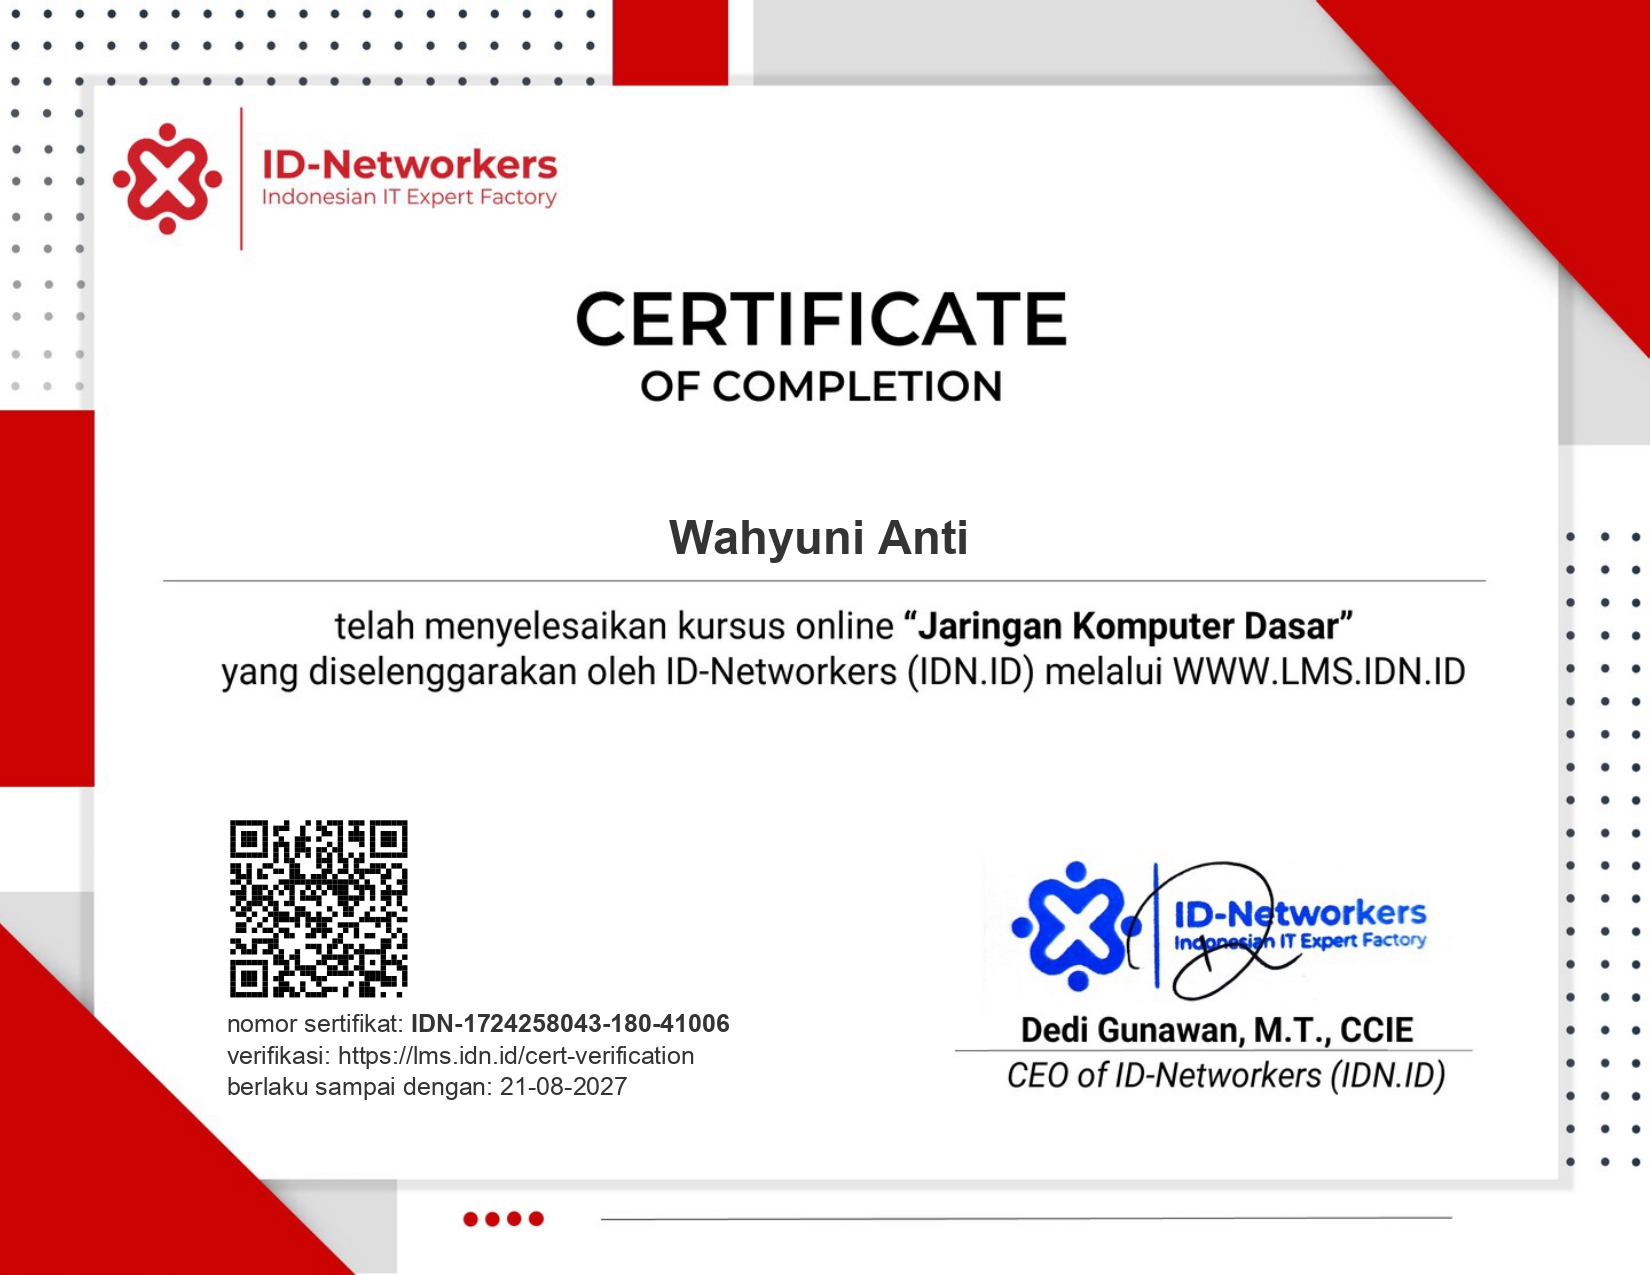 ID-Networkers
Indonesian IT Expert Factory
CERTIFICATE
OF COMPLETION
Wahyuni Anti
telah menyelesaikan kursus online “Jaringan Komputer Dasar”
yang diselenggarakan oleh ID-Networkers (IDN.ID) melalui WWW.LMS.IDN.ID
nomor sertifikat: IDN-1724258043-180-41006
verifikasi: https://lms.idn.id/cert-verification
berlaku sampai dengan: 21-08-2027
ID-Networkers
Indonesian IT Expert Factory
Dedi Gunawan, M.T., CCIE
CEO of ID-Networkers (IDN.ID)